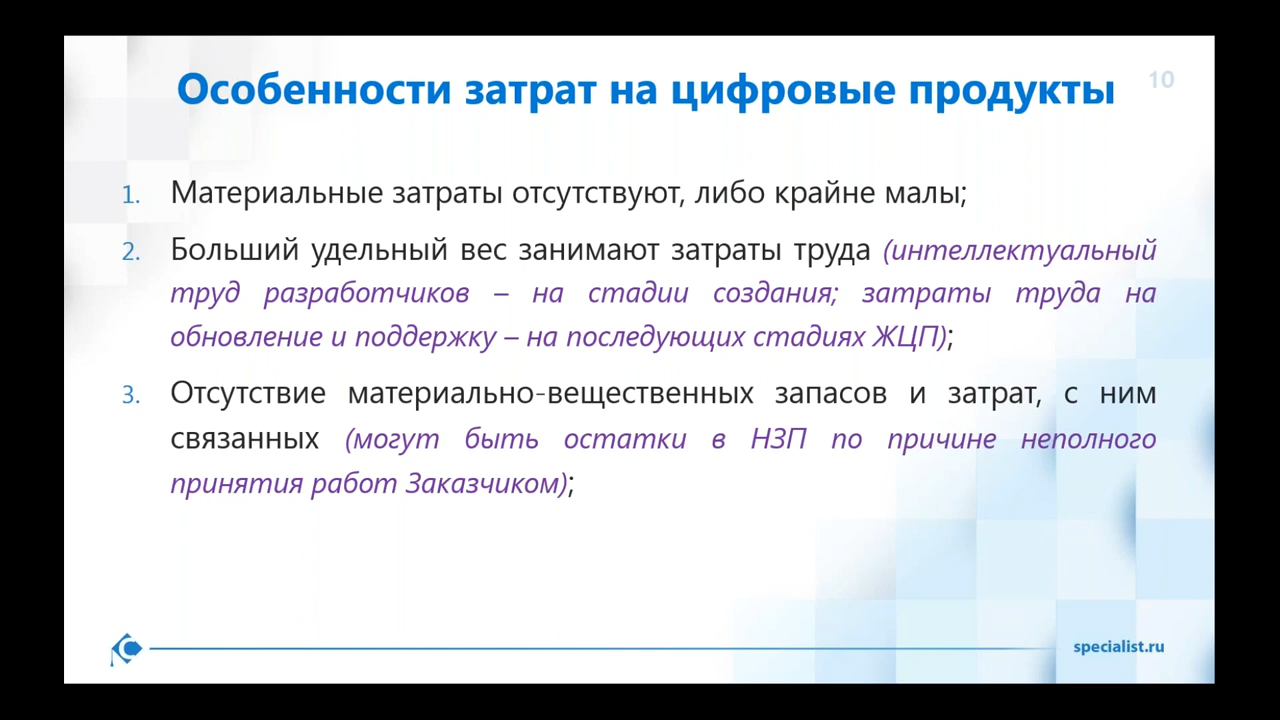 Особенности затрат на цифровые продукты
10
1. Материальные затраты отсутствуют, либо крайне малы;
2. Больший удельный вес занимают затраты труда (интеллектуальный
труд разработчиков – на стадии создания; затраты труда на
обновление и поддержку – на последующих стадиях ЖЦП);
3. Отсутствие материально-вещественных запасов и затрат, с ним
связанных (могут быть остатки в НЗП по причине неполного
принятия работ Заказчиком);
specialist.ru